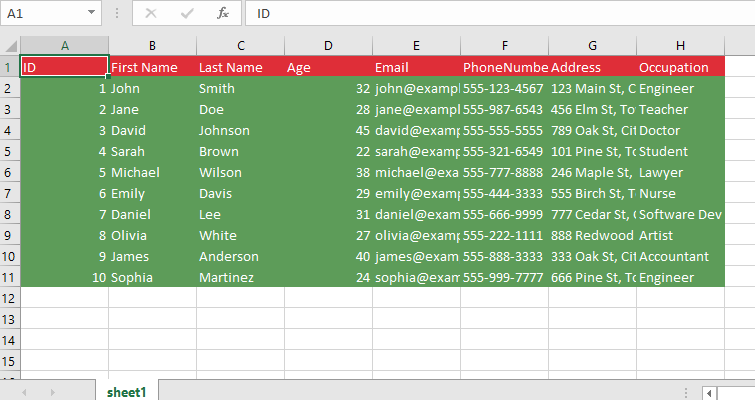 A1 fx ID
A B C D E F G H
1 ID First Name Last Name Age Email PhoneNumbe Address Occupation
2 1 John Smith 32 john@exampl 555-123-4567 123 Main St, C Engineer
3 2 Jane Doe 28 jane@exampl 555-987-6543 456 Elm St, To Teacher
4 3 David Johnson 45 david@exam 555-555-5555 789 Oak St, Cit Doctor
5 4 Sarah Brown 22 sarah@exam 555-321-6549 101 Pine St, To Student
6 5 Michael Wilson 38 michael@exa 555-777-8888 246 Maple St, Lawyer
7 6 Emily Davis 29 emily@exam 555-444-3333 555 Birch St, T Nurse
8 7 Daniel Lee 31 daniel@exam 555-666-9999 777 Cedar St, Software Dev
9 8 Olivia White 27 olivia@exam 555-222-1111 888 Redwood Artist
10 9 James Anderson 40 james@exam 555-888-3333 333 Oak St, Cit Accountant
11 10 Sophia Martinez 24 sophia@exam 555-999-7777 666 Pine St, To Engineer
12
13
14
15
sheet1